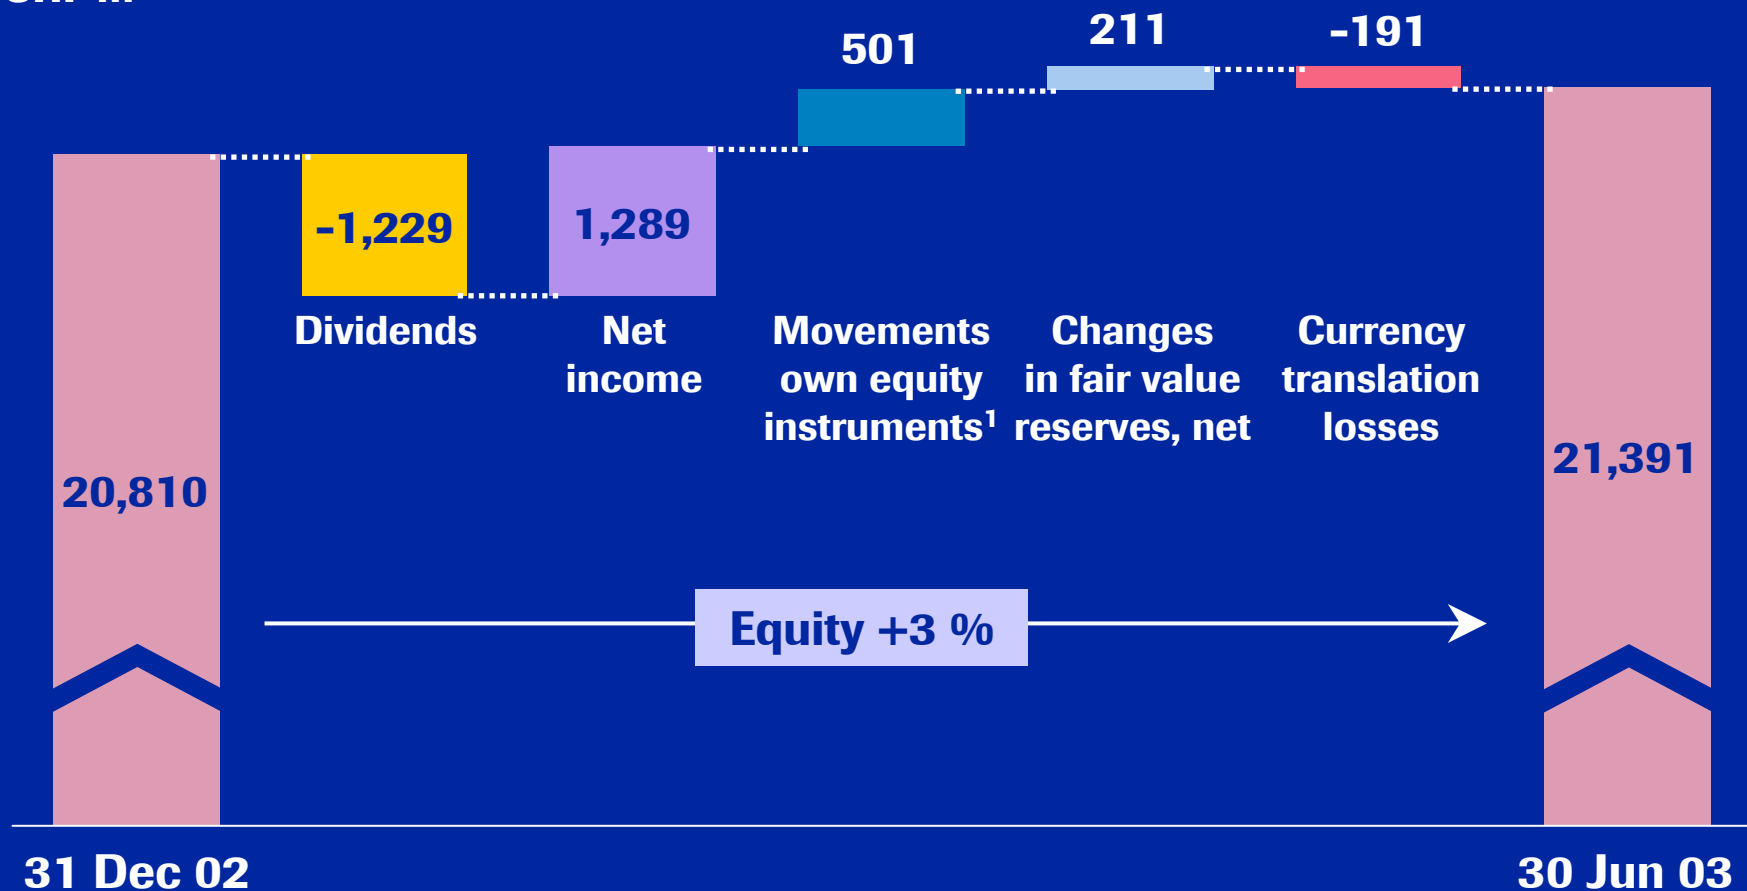 501
211
-191
-1,229
1,289
Dividends
Net
income
Movements
own equity
instruments¹
Changes
in fair value
reserves, net
Currency
translation
losses
20,810
21,391
Equity +3 %
31 Dec 02
30 Jun 03